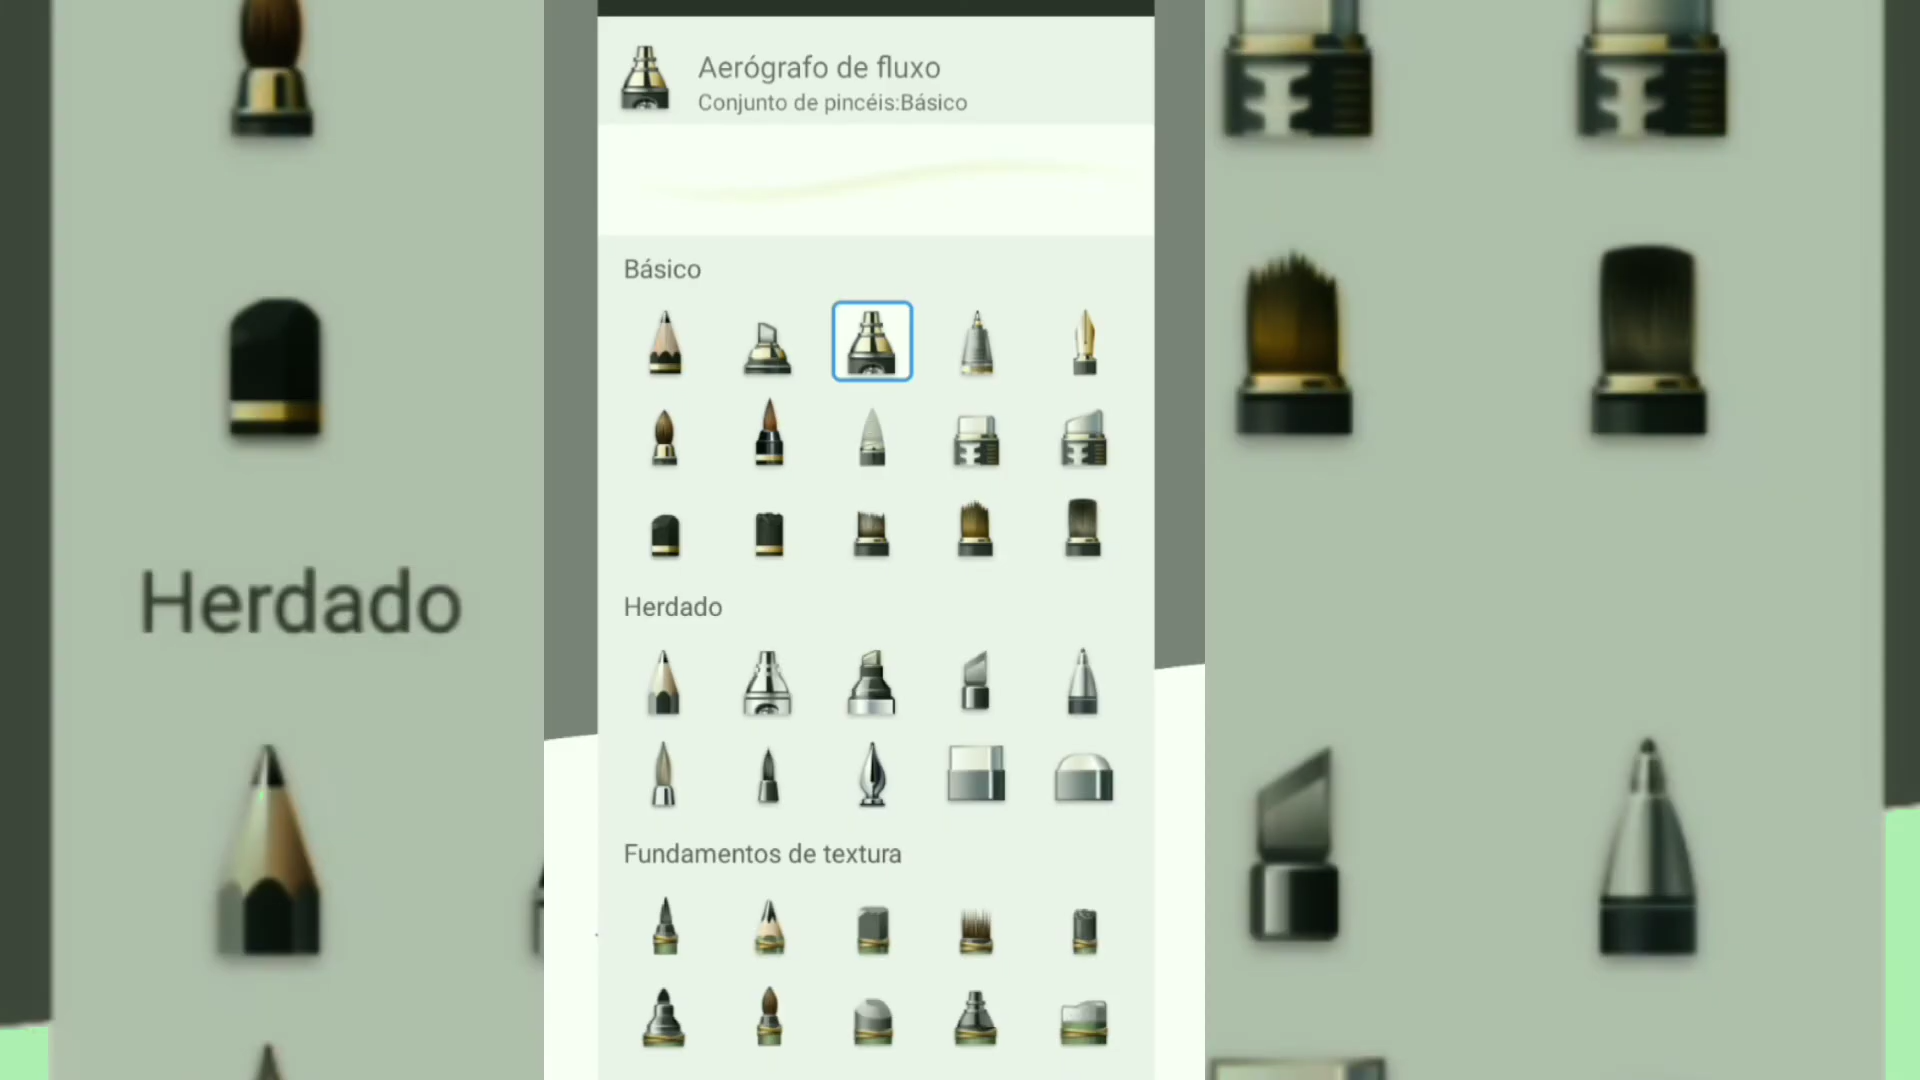 Aerógrafo de fluxo
Conjunto de pincéis:Básico
Básico
Herdado
Herdado
Fundamentos de textura